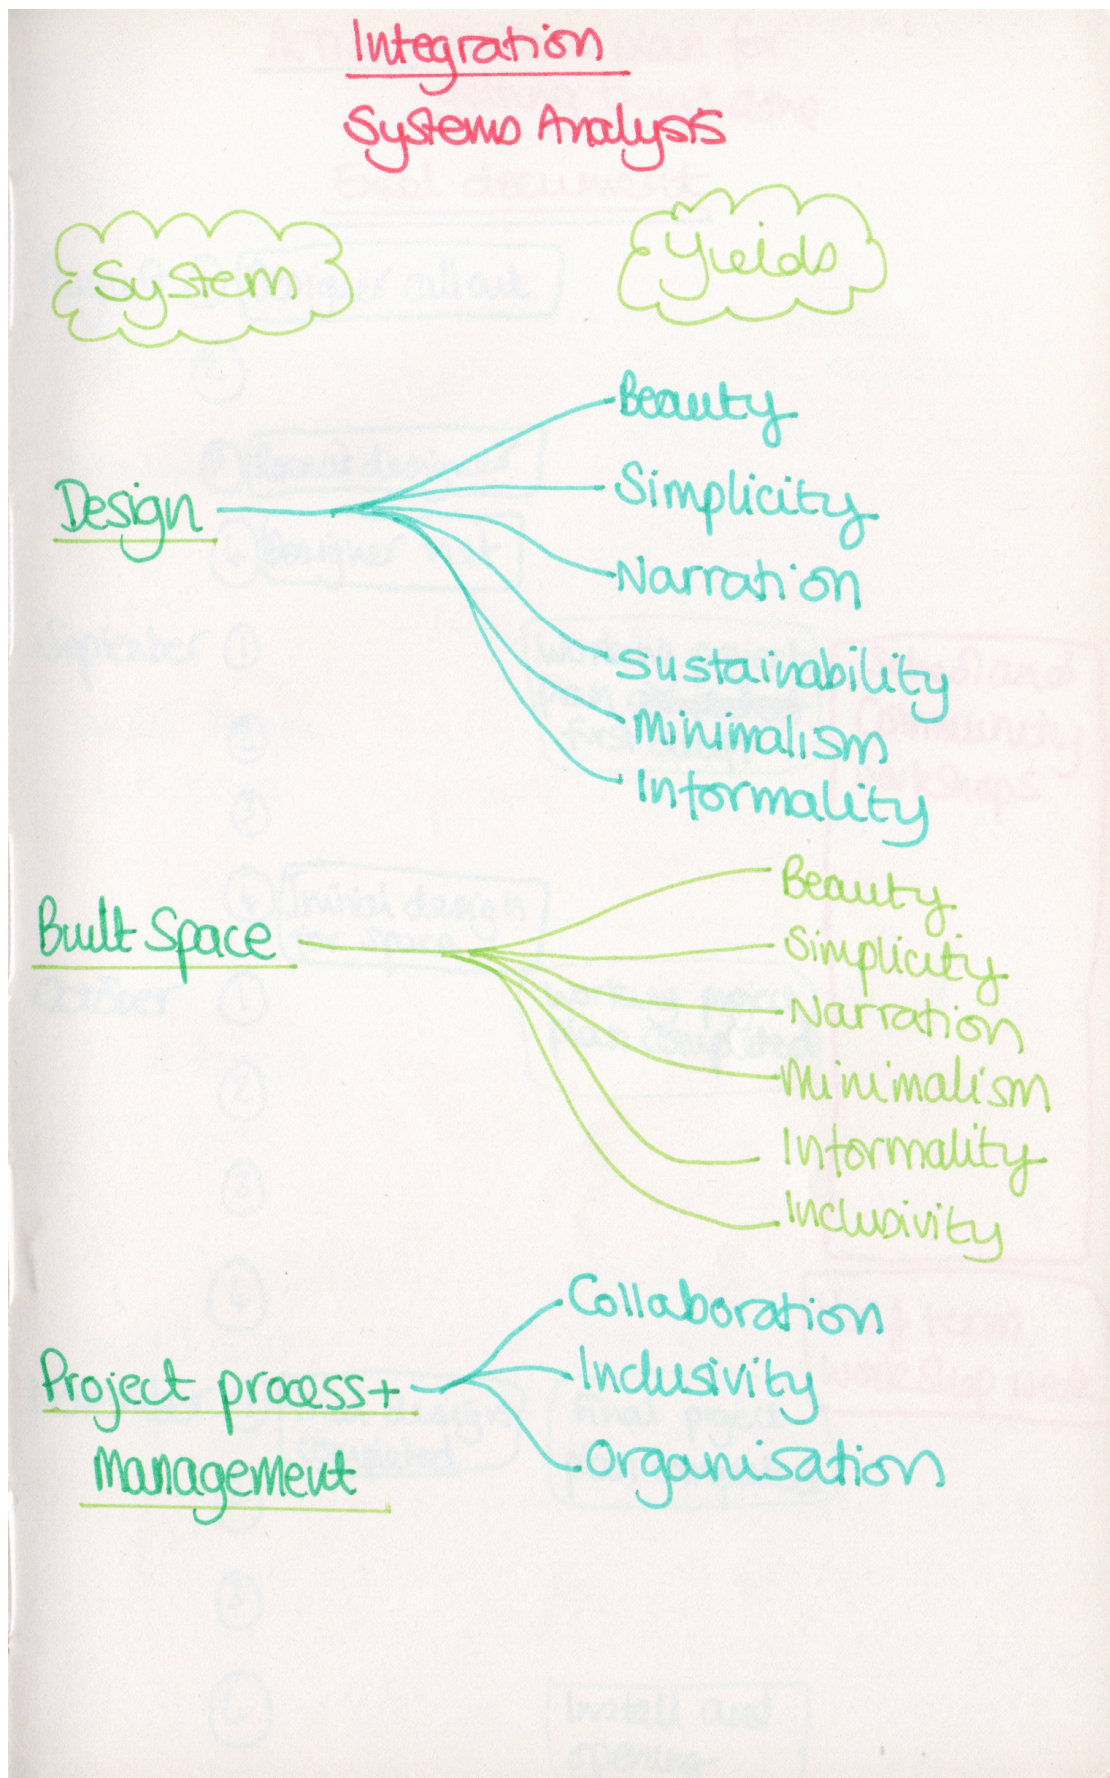 Integration
Systems Analysis
System
Yields
Design
Beauty
Simplicity
Narration
Sustainability
Minimalism
Informality
Built Space
Beauty
Simplicity
Narration
Minimalism
Informality
Inclusivity
Project process +
Management
Collaboration
Inclusivity
Organisation